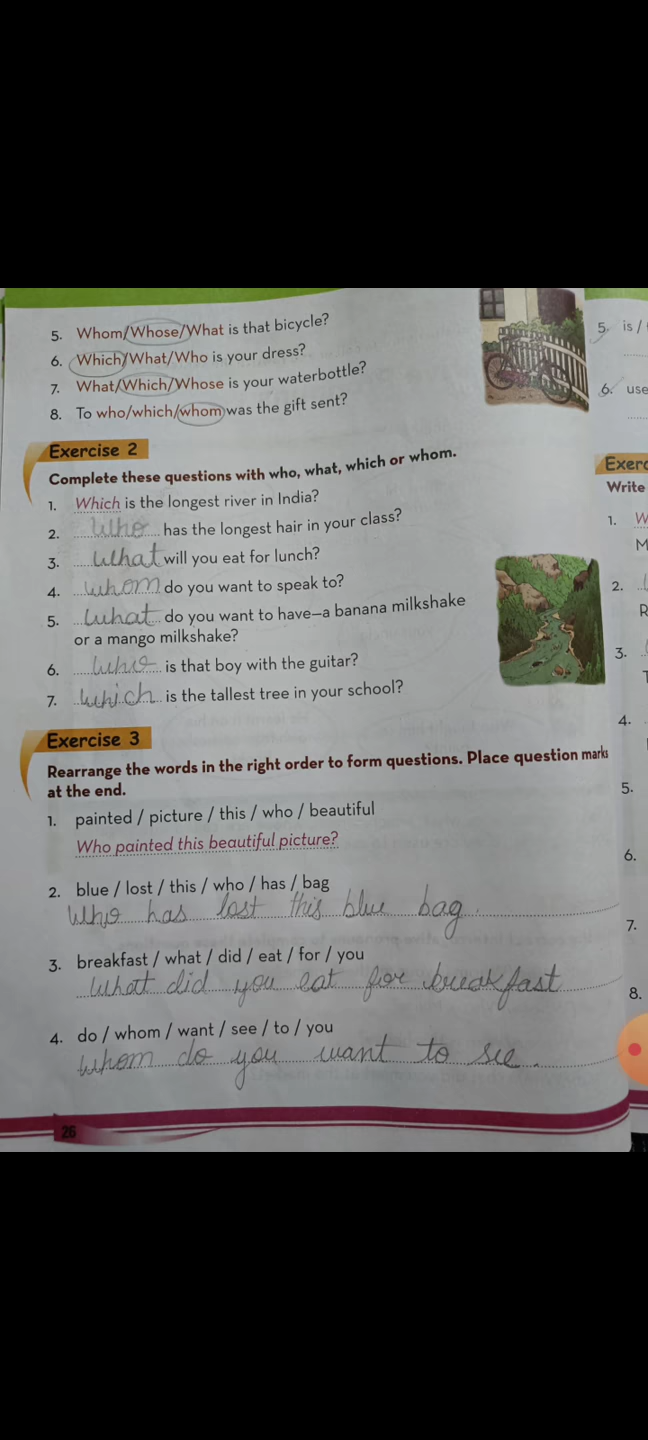 5. Whom/Whose/What is that bicycle?
6. Which/What/Who is your dress?
7. What/Which/Whose is your waterbottle?
8. To who/which/whom was the gift sent?
Exercise 2
Complete these questions with who, what, which or whom.
1. Which is the longest river in India?
2. who has the longest hair in your class?
3. what will you eat for lunch?
4. whom do you want to speak to?
5. what do you want to have—a banana milkshake
or a mango milkshake?
6. who is that boy with the guitar?
7. which is the tallest tree in your school?
Exercise 3
Rearrange the words in the right order to form questions. Place question marks
at the end.
1. painted / picture / this / who / beautiful
Who painted this beautiful picture?
2. blue / lost / this / who / has / bag
Who has lost this blue bag.
3. breakfast / what / did / eat / for / you
What did you eat for breakfast
4. do / whom / want / see / to / you
whom do you want to see.
26
5. is /
6. use
Write
1.
2.
3.
4.
5.
6.
7.
8.